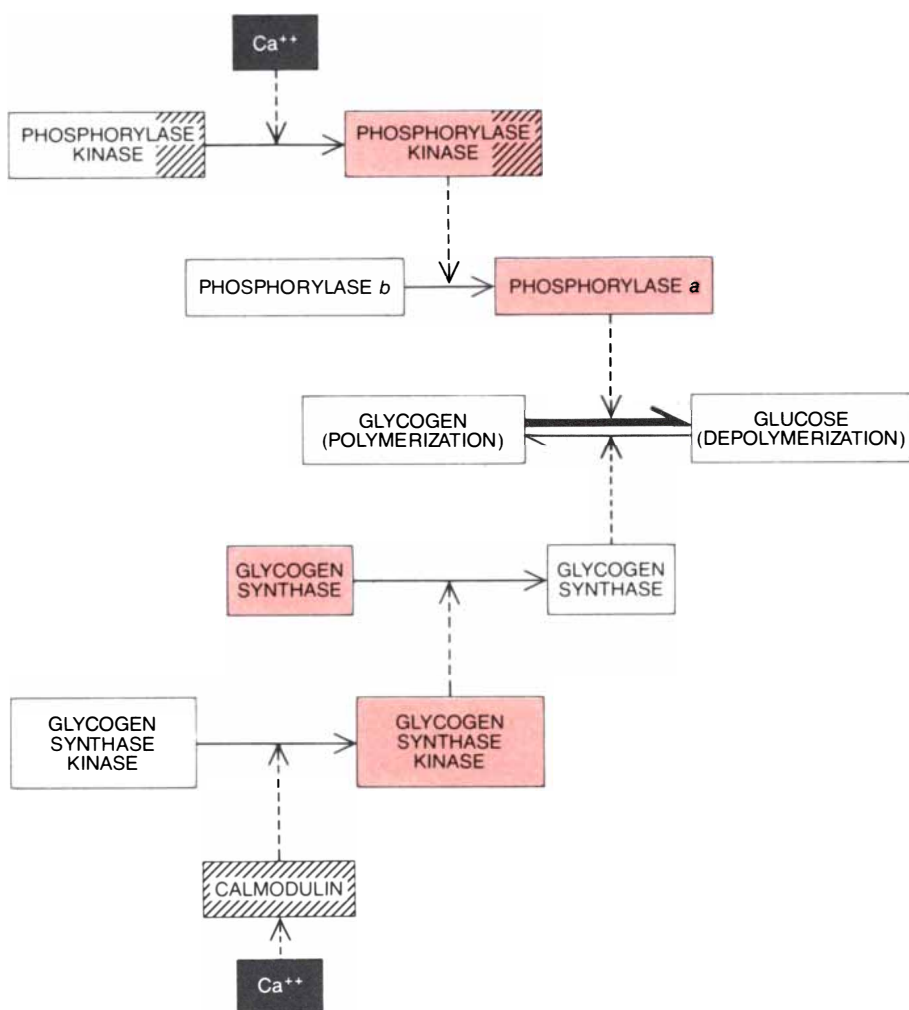 Ca++
PHOSPHORYLASE
KINASE
PHOSPHORYLASE
KINASE
PHOSPHORYLASE b
PHOSPHORYLASE a
GLYCOGEN
(POLYMERIZATION)
GLUCOSE
(DEPOLYMERIZATION)
GLYCOGEN
SYNTHASE
GLYCOGEN
SYNTHASE
GLYCOGEN
SYNTHASE
KINASE
GLYCOGEN
SYNTHASE
KINASE
CALMODULIN
Ca++